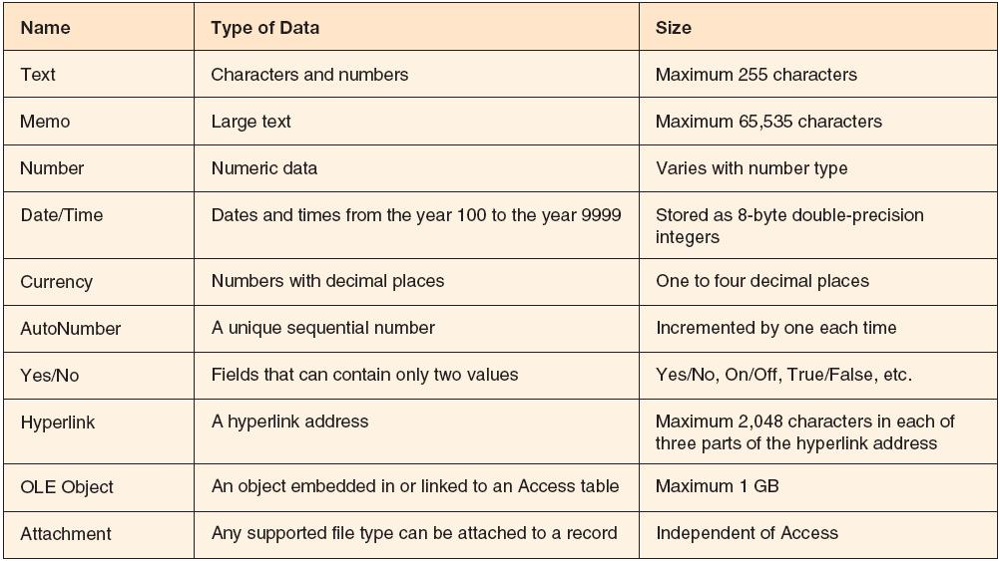 Name Type of Data Size
Text Characters and numbers Maximum 255 characters
Memo Large text Maximum 65,535 characters
Number Numeric data Varies with number type
Date/Time Dates and times from the year 100 to the year 9999 Stored as 8-byte double-precision
integers
Currency Numbers with decimal places One to four decimal places
AutoNumber A unique sequential number Incremented by one each time
Yes/No Fields that can contain only two values Yes/No, On/Off, True/False, etc.
Hyperlink A hyperlink address Maximum 2,048 characters in each of
three parts of the hyperlink address
OLE Object An object embedded in or linked to an Access table Maximum 1 GB
Attachment Any supported file type can be attached to a record Independent of Access